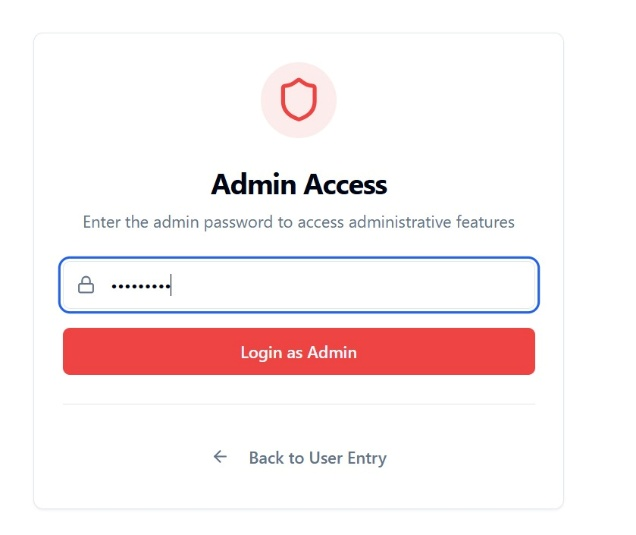 Admin Access
Enter the admin password to access administrative features
•••••••••
Login as Admin
Back to User Entry